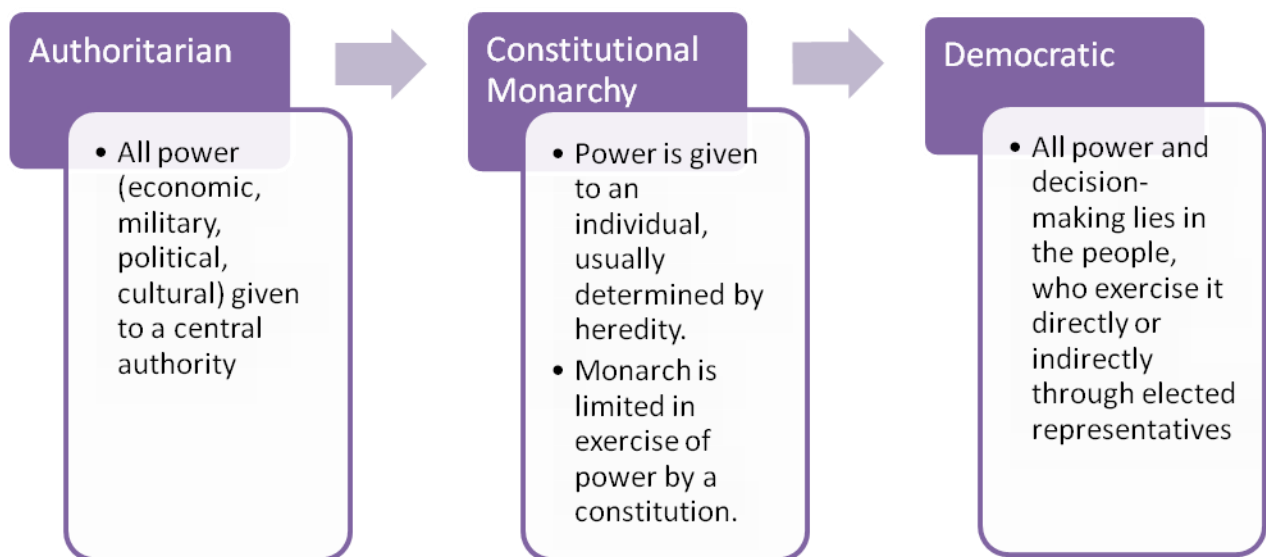 Authoritarian
• All power
(economic,
military,
political,
cultural) given
to a central
authority
Constitutional
Monarchy
• Power is given
to an
individual,
usually
determined by
heredity.
• Monarch is
limited in
exercise of
power by a
constitution.
Democratic
• All power and
decision-
making lies in
the people,
who exercise it
directly or
indirectly
through elected
representatives